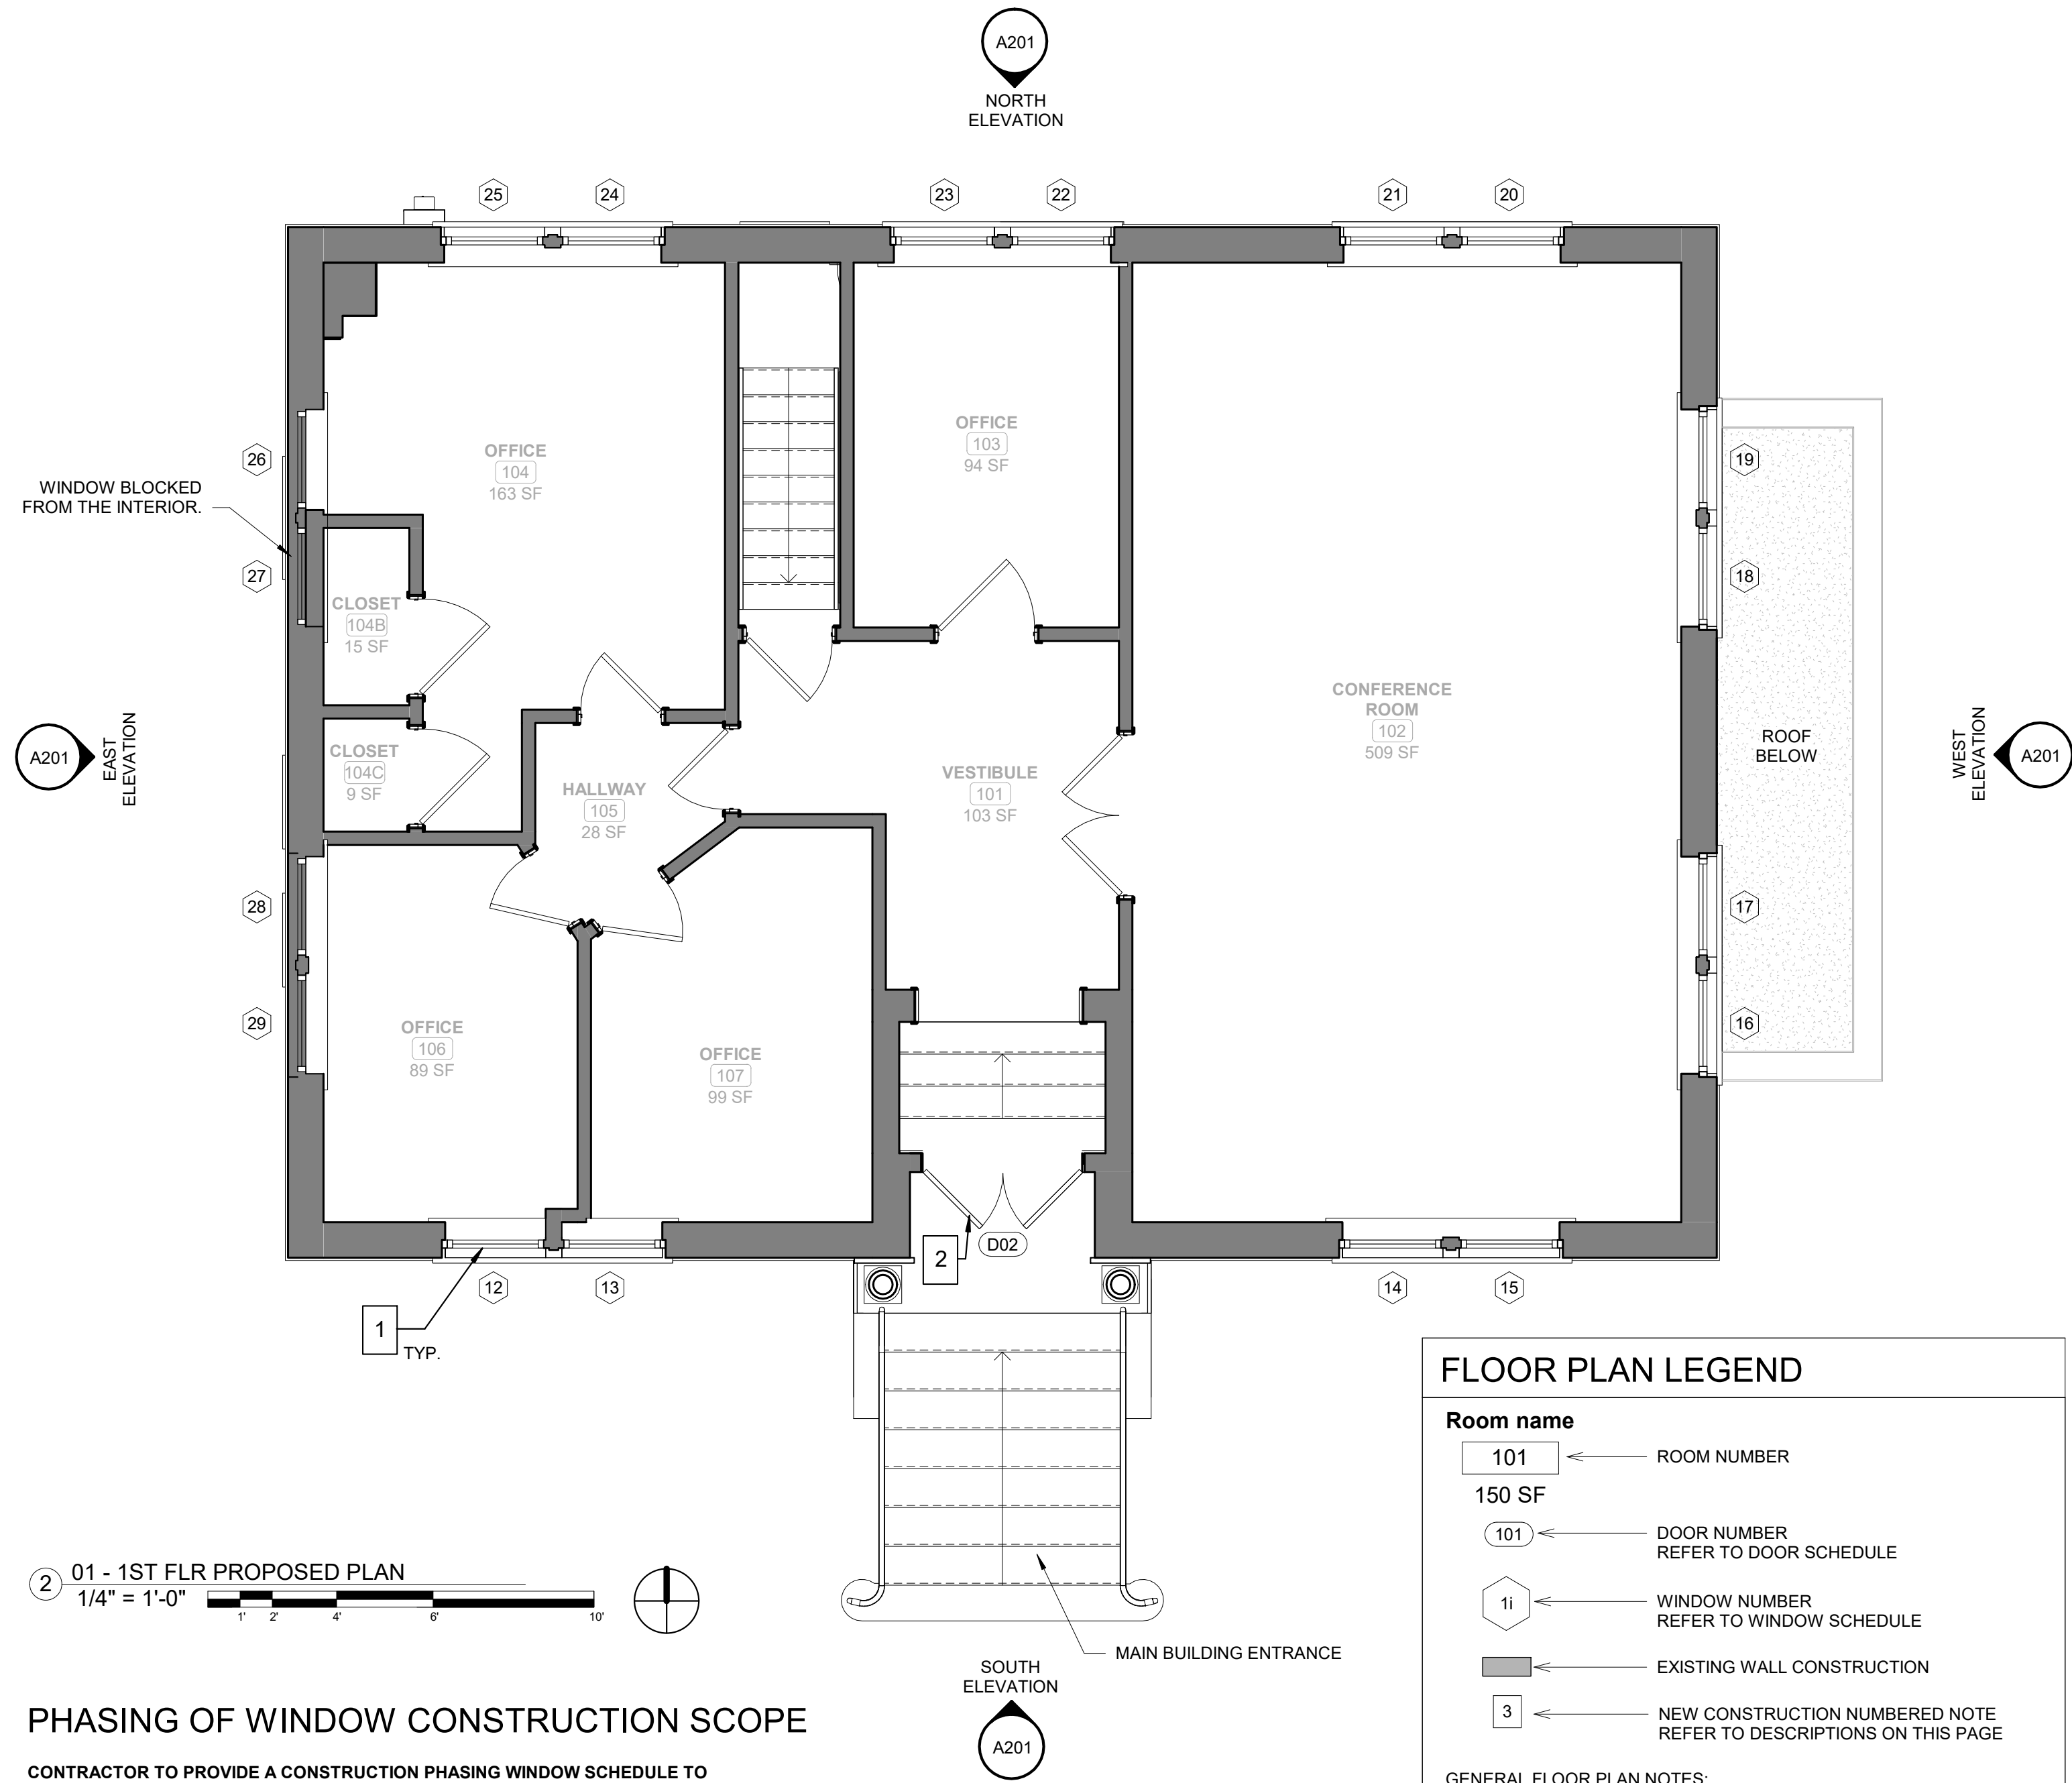 A201
NORTH
ELEVATION
25
24
23
22
21
20
26
WINDOW BLOCKED
FROM THE INTERIOR.
27
OFFICE
104
163 SF
OFFICE
103
94 SF
19
18
CLOSET
104B
15 SF
CONFERENCE
ROOM
102
509 SF
A201
EAST
ELEVATION
CLOSET
104C
9 SF
HALLWAY
105
28 SF
VESTIBULE
101
103 SF
ROOF
BELOW
WEST
ELEVATION
A201
28
29
17
16
OFFICE
106
89 SF
OFFICE
107
99 SF
2
D02
12
13
14
15
1
TYP.
MAIN BUILDING ENTRANCE
2
01 - 1ST FLR PROPOSED PLAN
1/4" = 1'-0"
1'
2'
4'
6'
10'
SOUTH
ELEVATION
A201
PHASING OF WINDOW CONSTRUCTION SCOPE
CONTRACTOR TO PROVIDE A CONSTRUCTION PHASING WINDOW SCHEDULE TO
FLOOR PLAN LEGEND
Room name
101
ROOM NUMBER
150 SF
101
DOOR NUMBER
REFER TO DOOR SCHEDULE
1i
WINDOW NUMBER
REFER TO WINDOW SCHEDULE
EXISTING WALL CONSTRUCTION
3
NEW CONSTRUCTION NUMBERED NOTE
REFER TO DESCRIPTIONS ON THIS PAGE
GENERAL FLOOR PLAN NOTES: